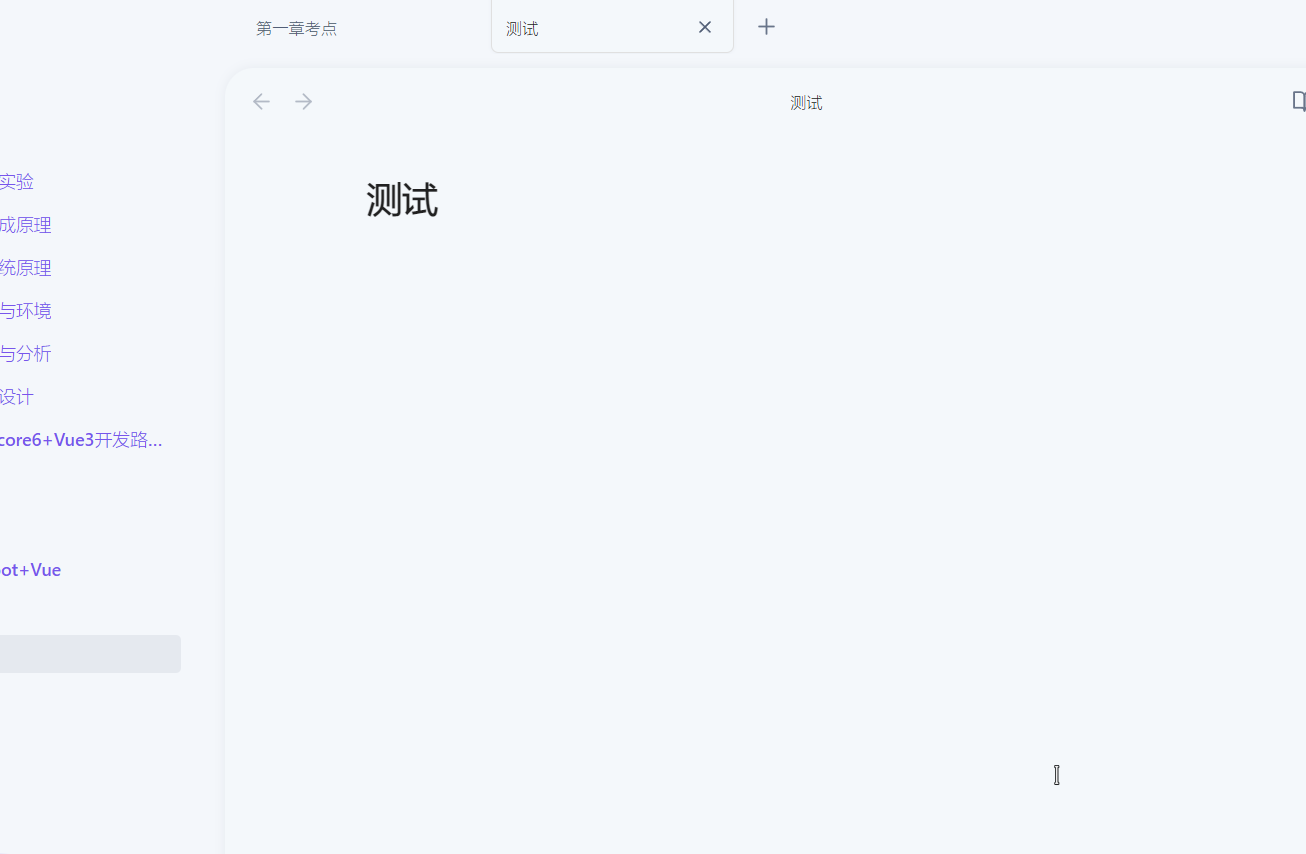 第一章考点
测试
测试
实验
成原理
统原理
与环境
与分析
设计
core6+Vue3开发路...
ot+Vue
测试